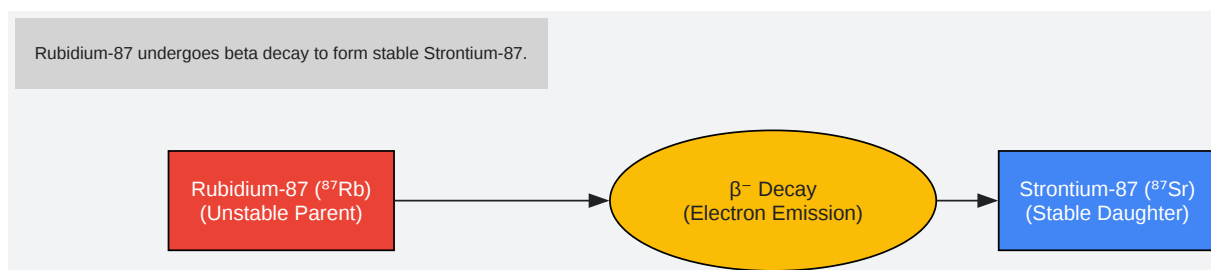 Rubidium-87 undergoes beta decay to form stable Strontium-87.
Rubidium-87 (⁸⁷Rb)
(Unstable Parent)
β⁻ Decay
(Electron Emission)
Strontium-87 (⁸⁷Sr)
(Stable Daughter)